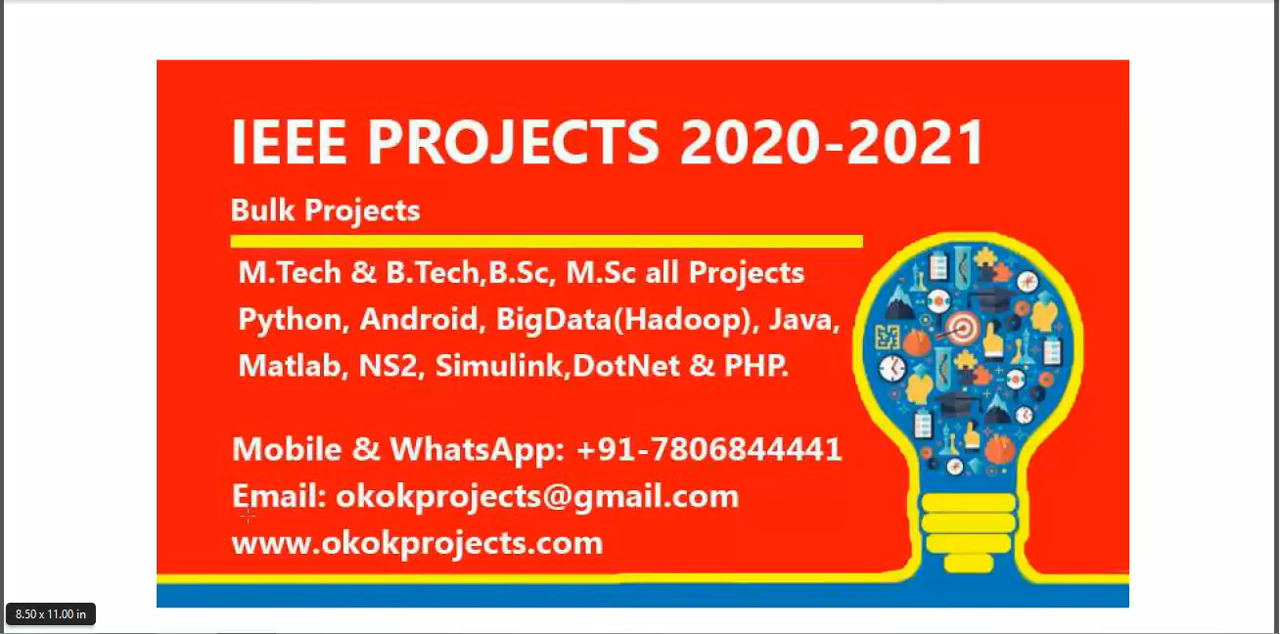 IEEE PROJECTS 2020-2021
Bulk Projects
M.Tech & B.Tech,B.Sc, M.Sc all Projects
Python, Android, BigData(Hadoop), Java,
Matlab, NS2, Simulink,DotNet & PHP.
Mobile & WhatsApp: +91-7806844441
Email: okokprojects@gmail.com
www.okokprojects.com
8.50 x 11.00 in